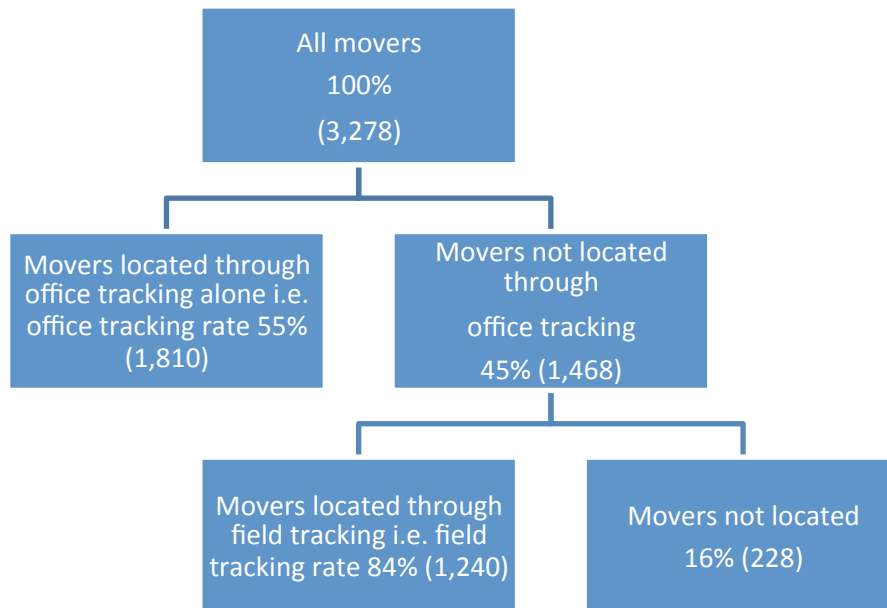 All movers
100%
(3,278)
Movers located through
office tracking alone i.e.
office tracking rate 55%
(1,810)
Movers not located
through
office tracking
45% (1,468)
Movers located through
field tracking i.e. field
tracking rate 84% (1,240)
Movers not located
16% (228)